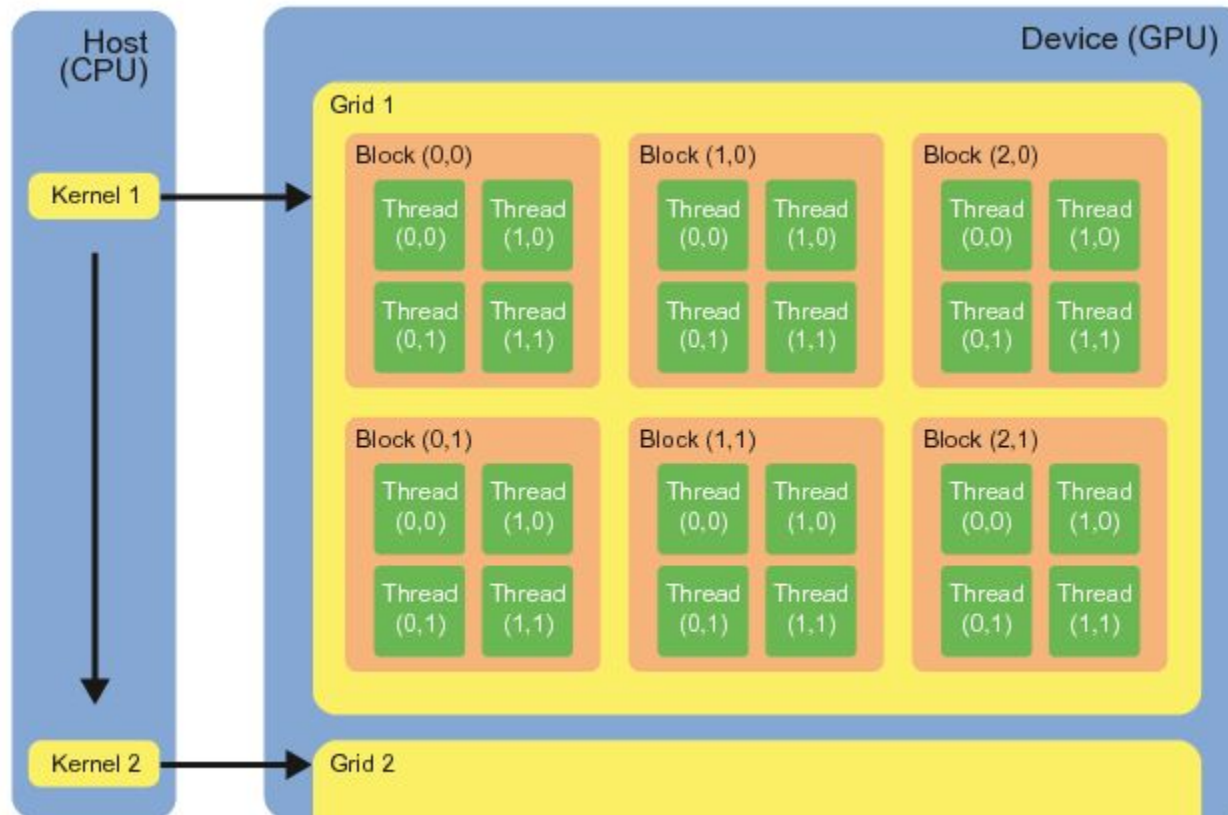 Host
(CPU)
Device (GPU)
Grid 1
Kernel 1
Block (0,0)
Thread
(0,0)
Thread
(1,0)
Thread
(0,1)
Thread
(1,1)
Block (1,0)
Thread
(0,0)
Thread
(1,0)
Thread
(0,1)
Thread
(1,1)
Block (2,0)
Thread
(0,0)
Thread
(1,0)
Thread
(0,1)
Thread
(1,1)
Block (0,1)
Thread
(0,0)
Thread
(1,0)
Thread
(0,1)
Thread
(1,1)
Block (1,1)
Thread
(0,0)
Thread
(1,0)
Thread
(0,1)
Thread
(1,1)
Block (2,1)
Thread
(0,0)
Thread
(1,0)
Thread
(0,1)
Thread
(1,1)
Kernel 2
Grid 2